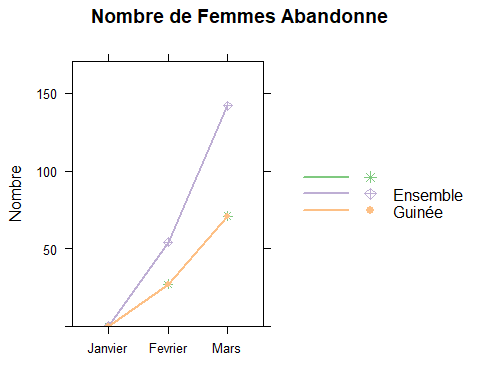 Nombre de Femmes Abandonne
150
100
50
Nombre
Janvier Fevrier Mars
Ensemble
Guinée